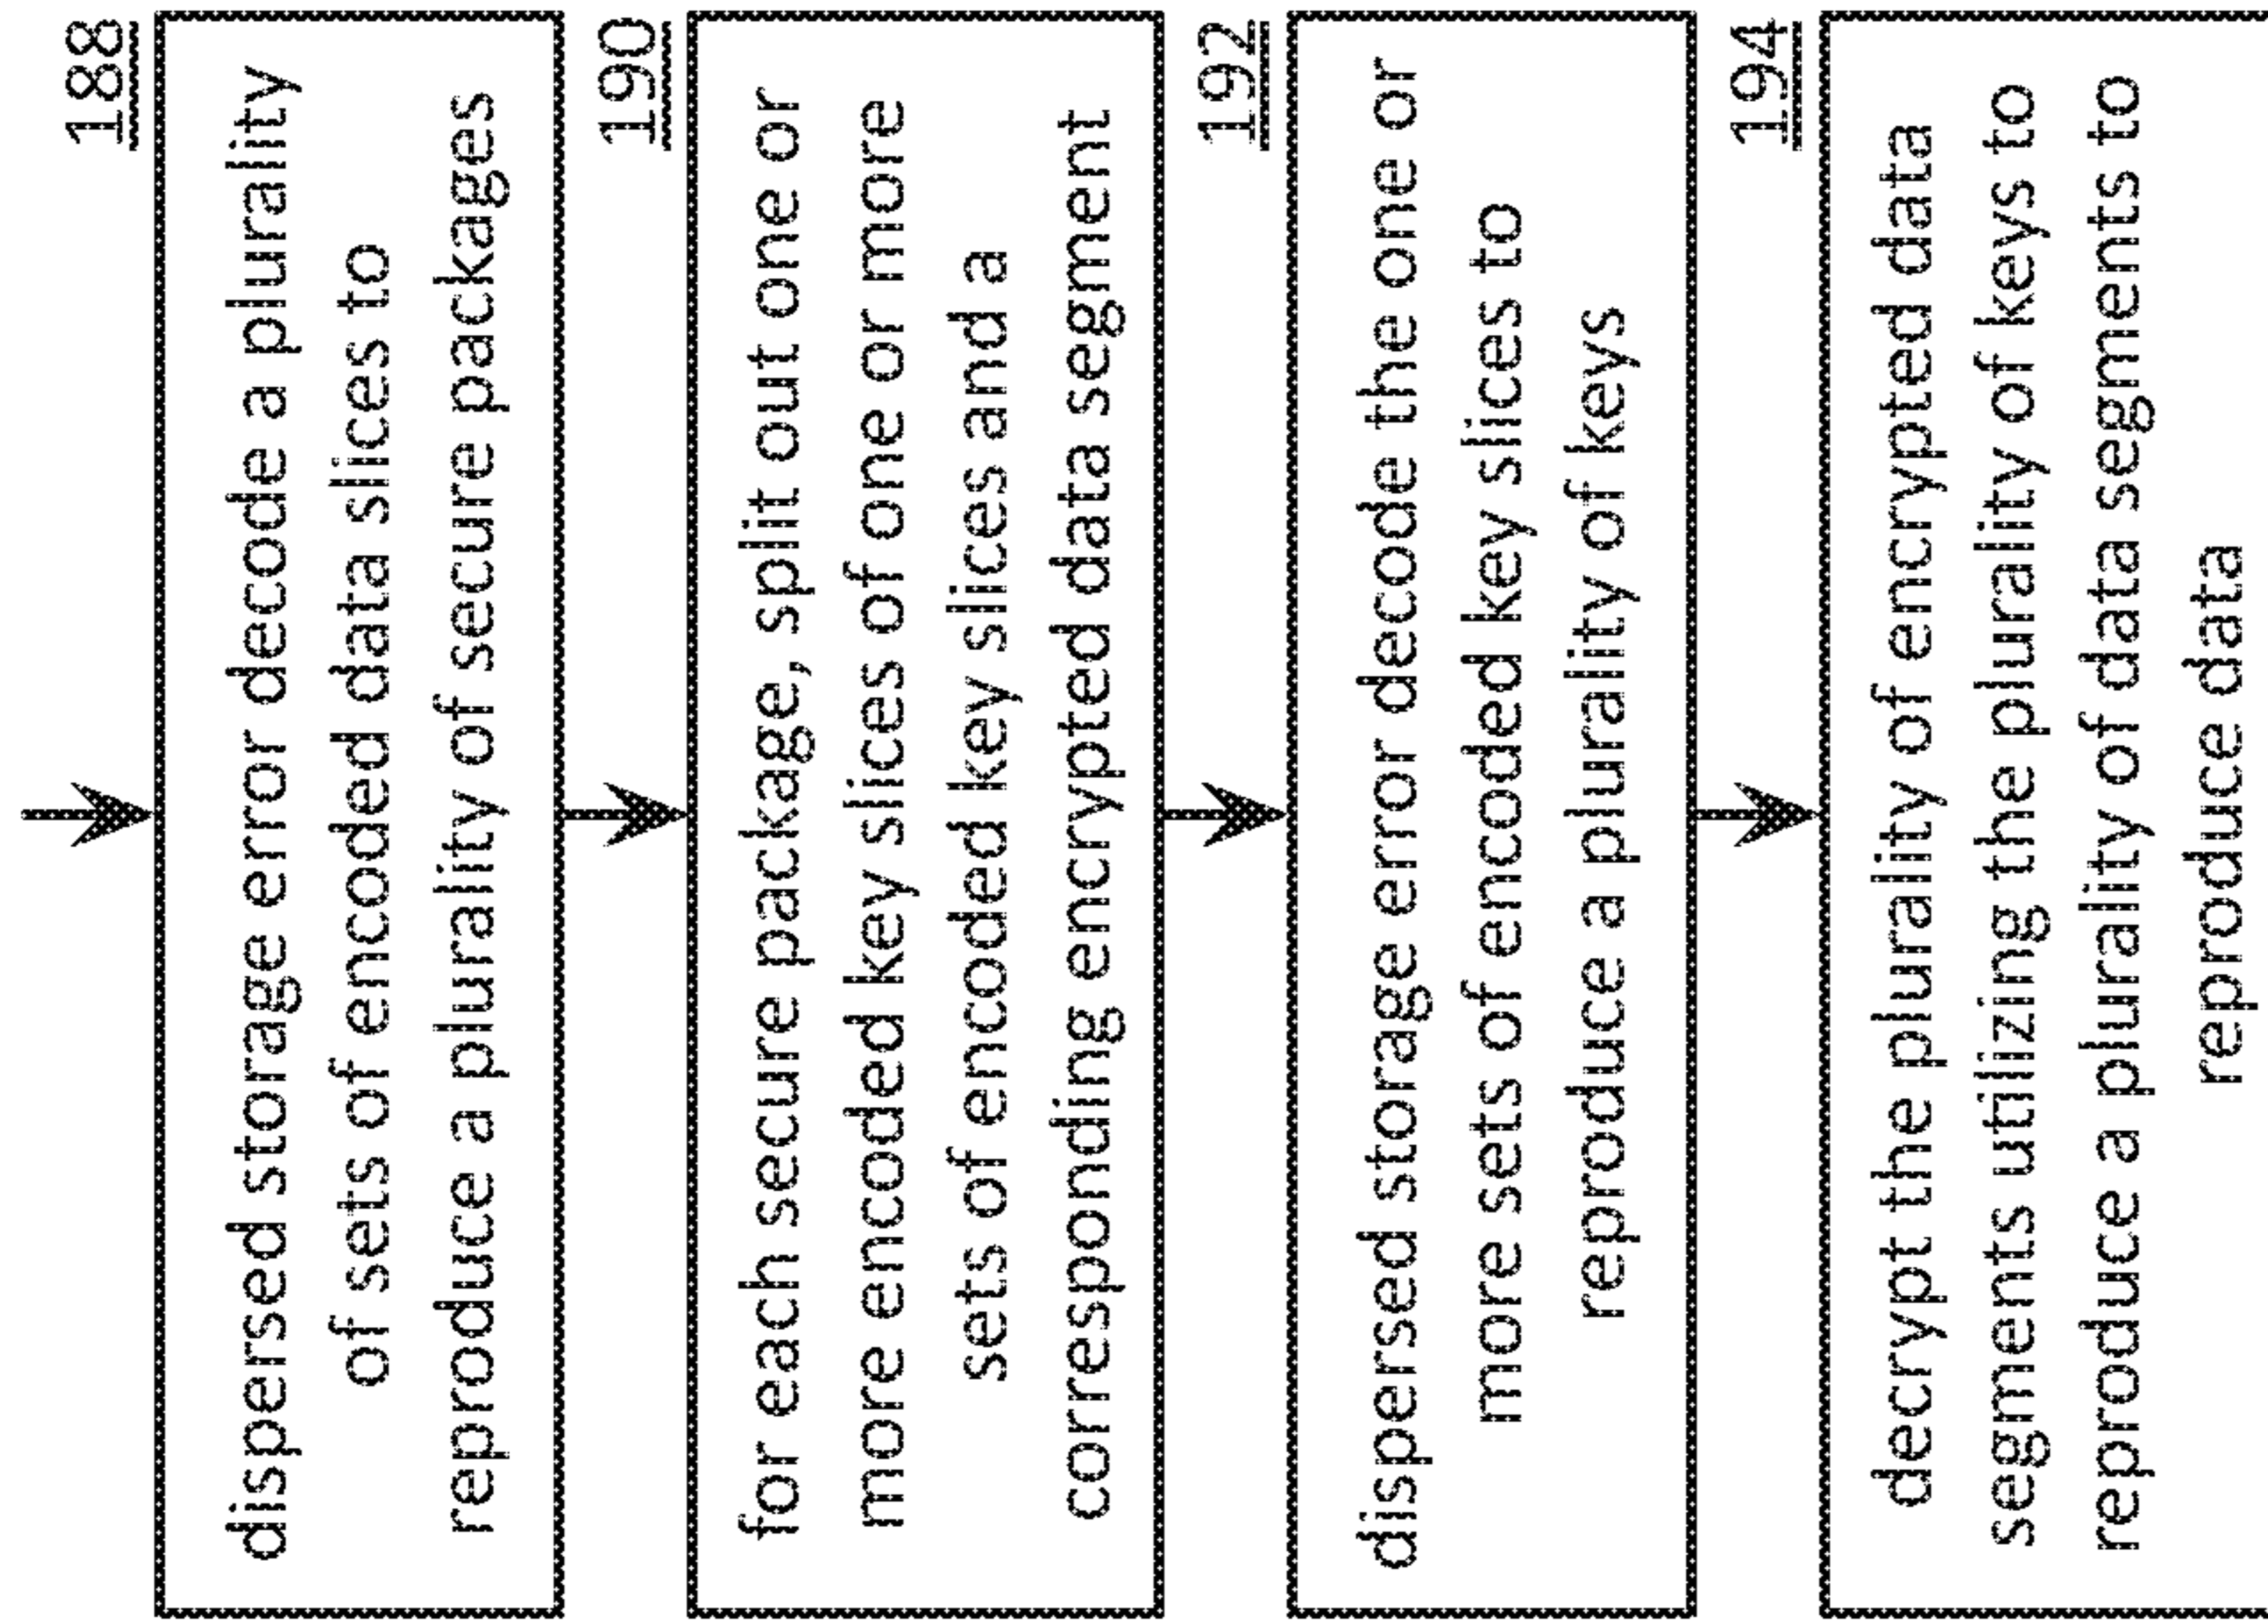 188
dispersed storage error decode a plurality
of sets of encoded data slices to
reproduce a plurality of secure packages
190
for each secure package, split out one or
more encoded key slices of one or more
sets of encoded key slices and a
corresponding encrypted data segment
192
dispersed storage error decode the one or
more sets of encoded key slices to
reproduce a plurality of keys
194
decrypt the plurality of encrypted data
segments utilizing the plurality of keys to
reproduce a plurality of data segments to
reproduce data